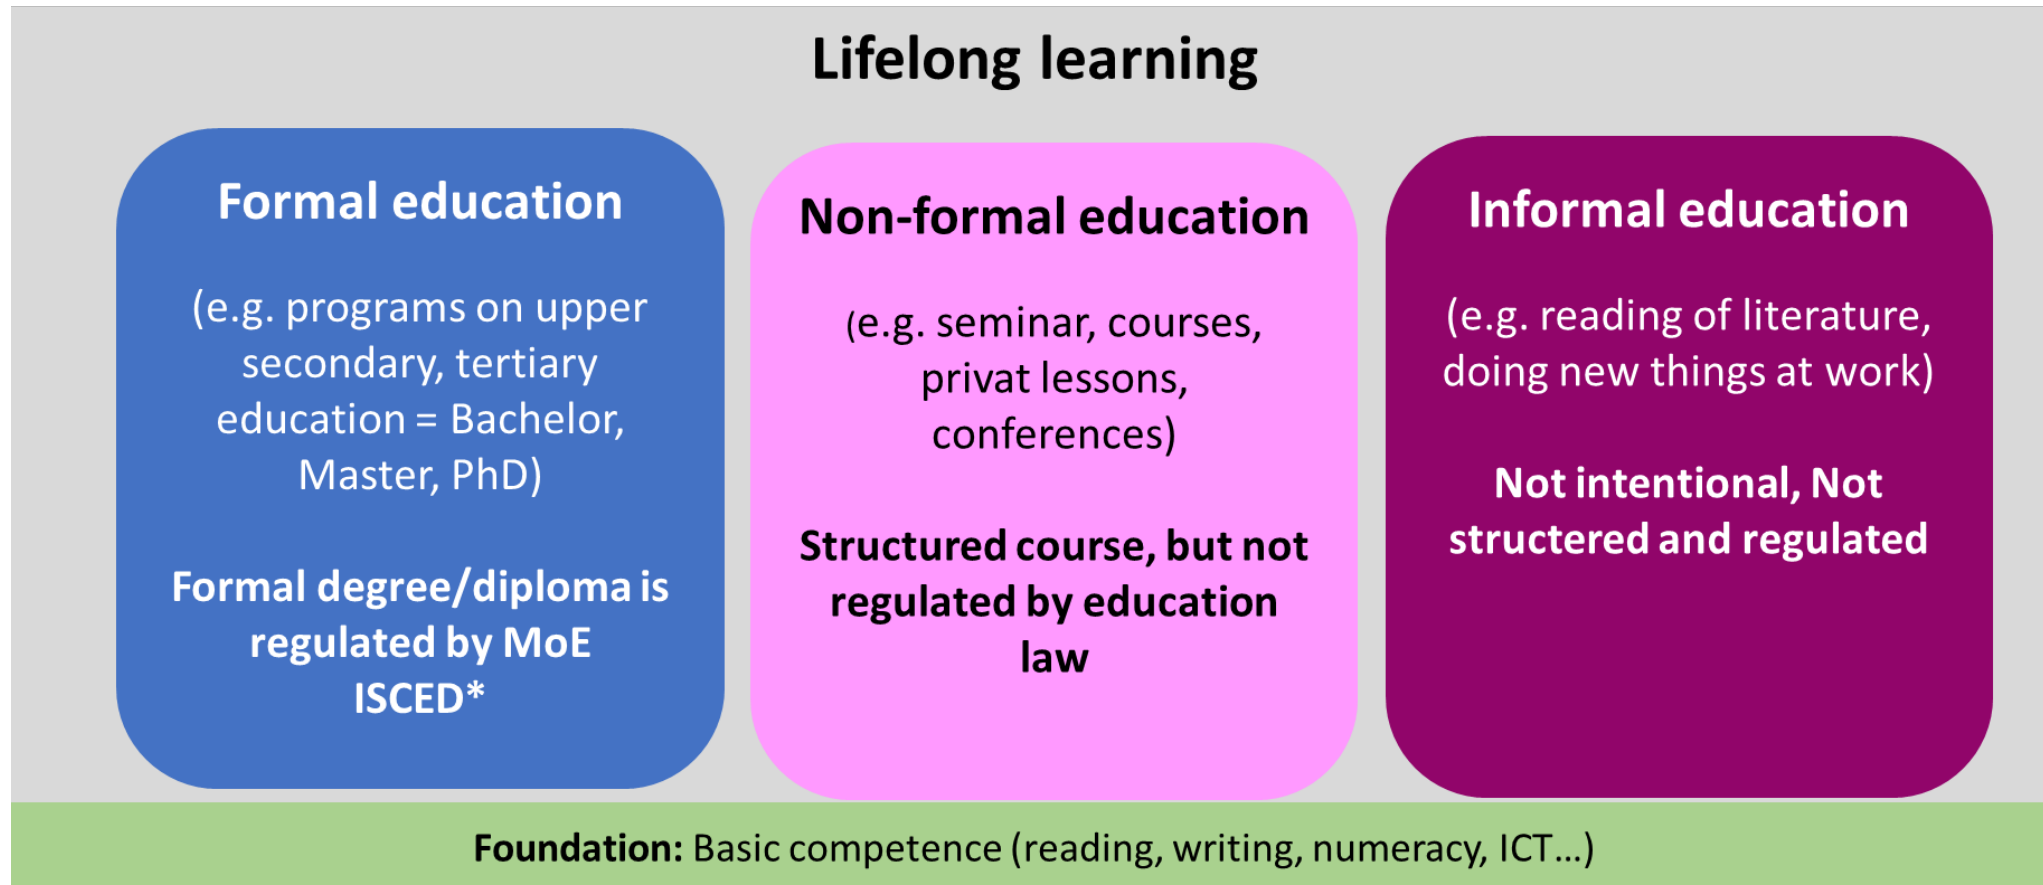 Lifelong learning
Formal education
(e.g. programs on upper
secondary, tertiary
education = Bachelor,
Master, PhD)
Formal degree/diploma is
regulated by MoE
ISCED*
Non-formal education
(e.g. seminar, courses,
privat lessons,
conferences)
Structured course, but not
regulated by education
law
Informal education
(e.g. reading of literature,
doing new things at work)
Not intentional, Not
structered and regulated
Foundation: Basic competence (reading, writing, numeracy, ICT…)